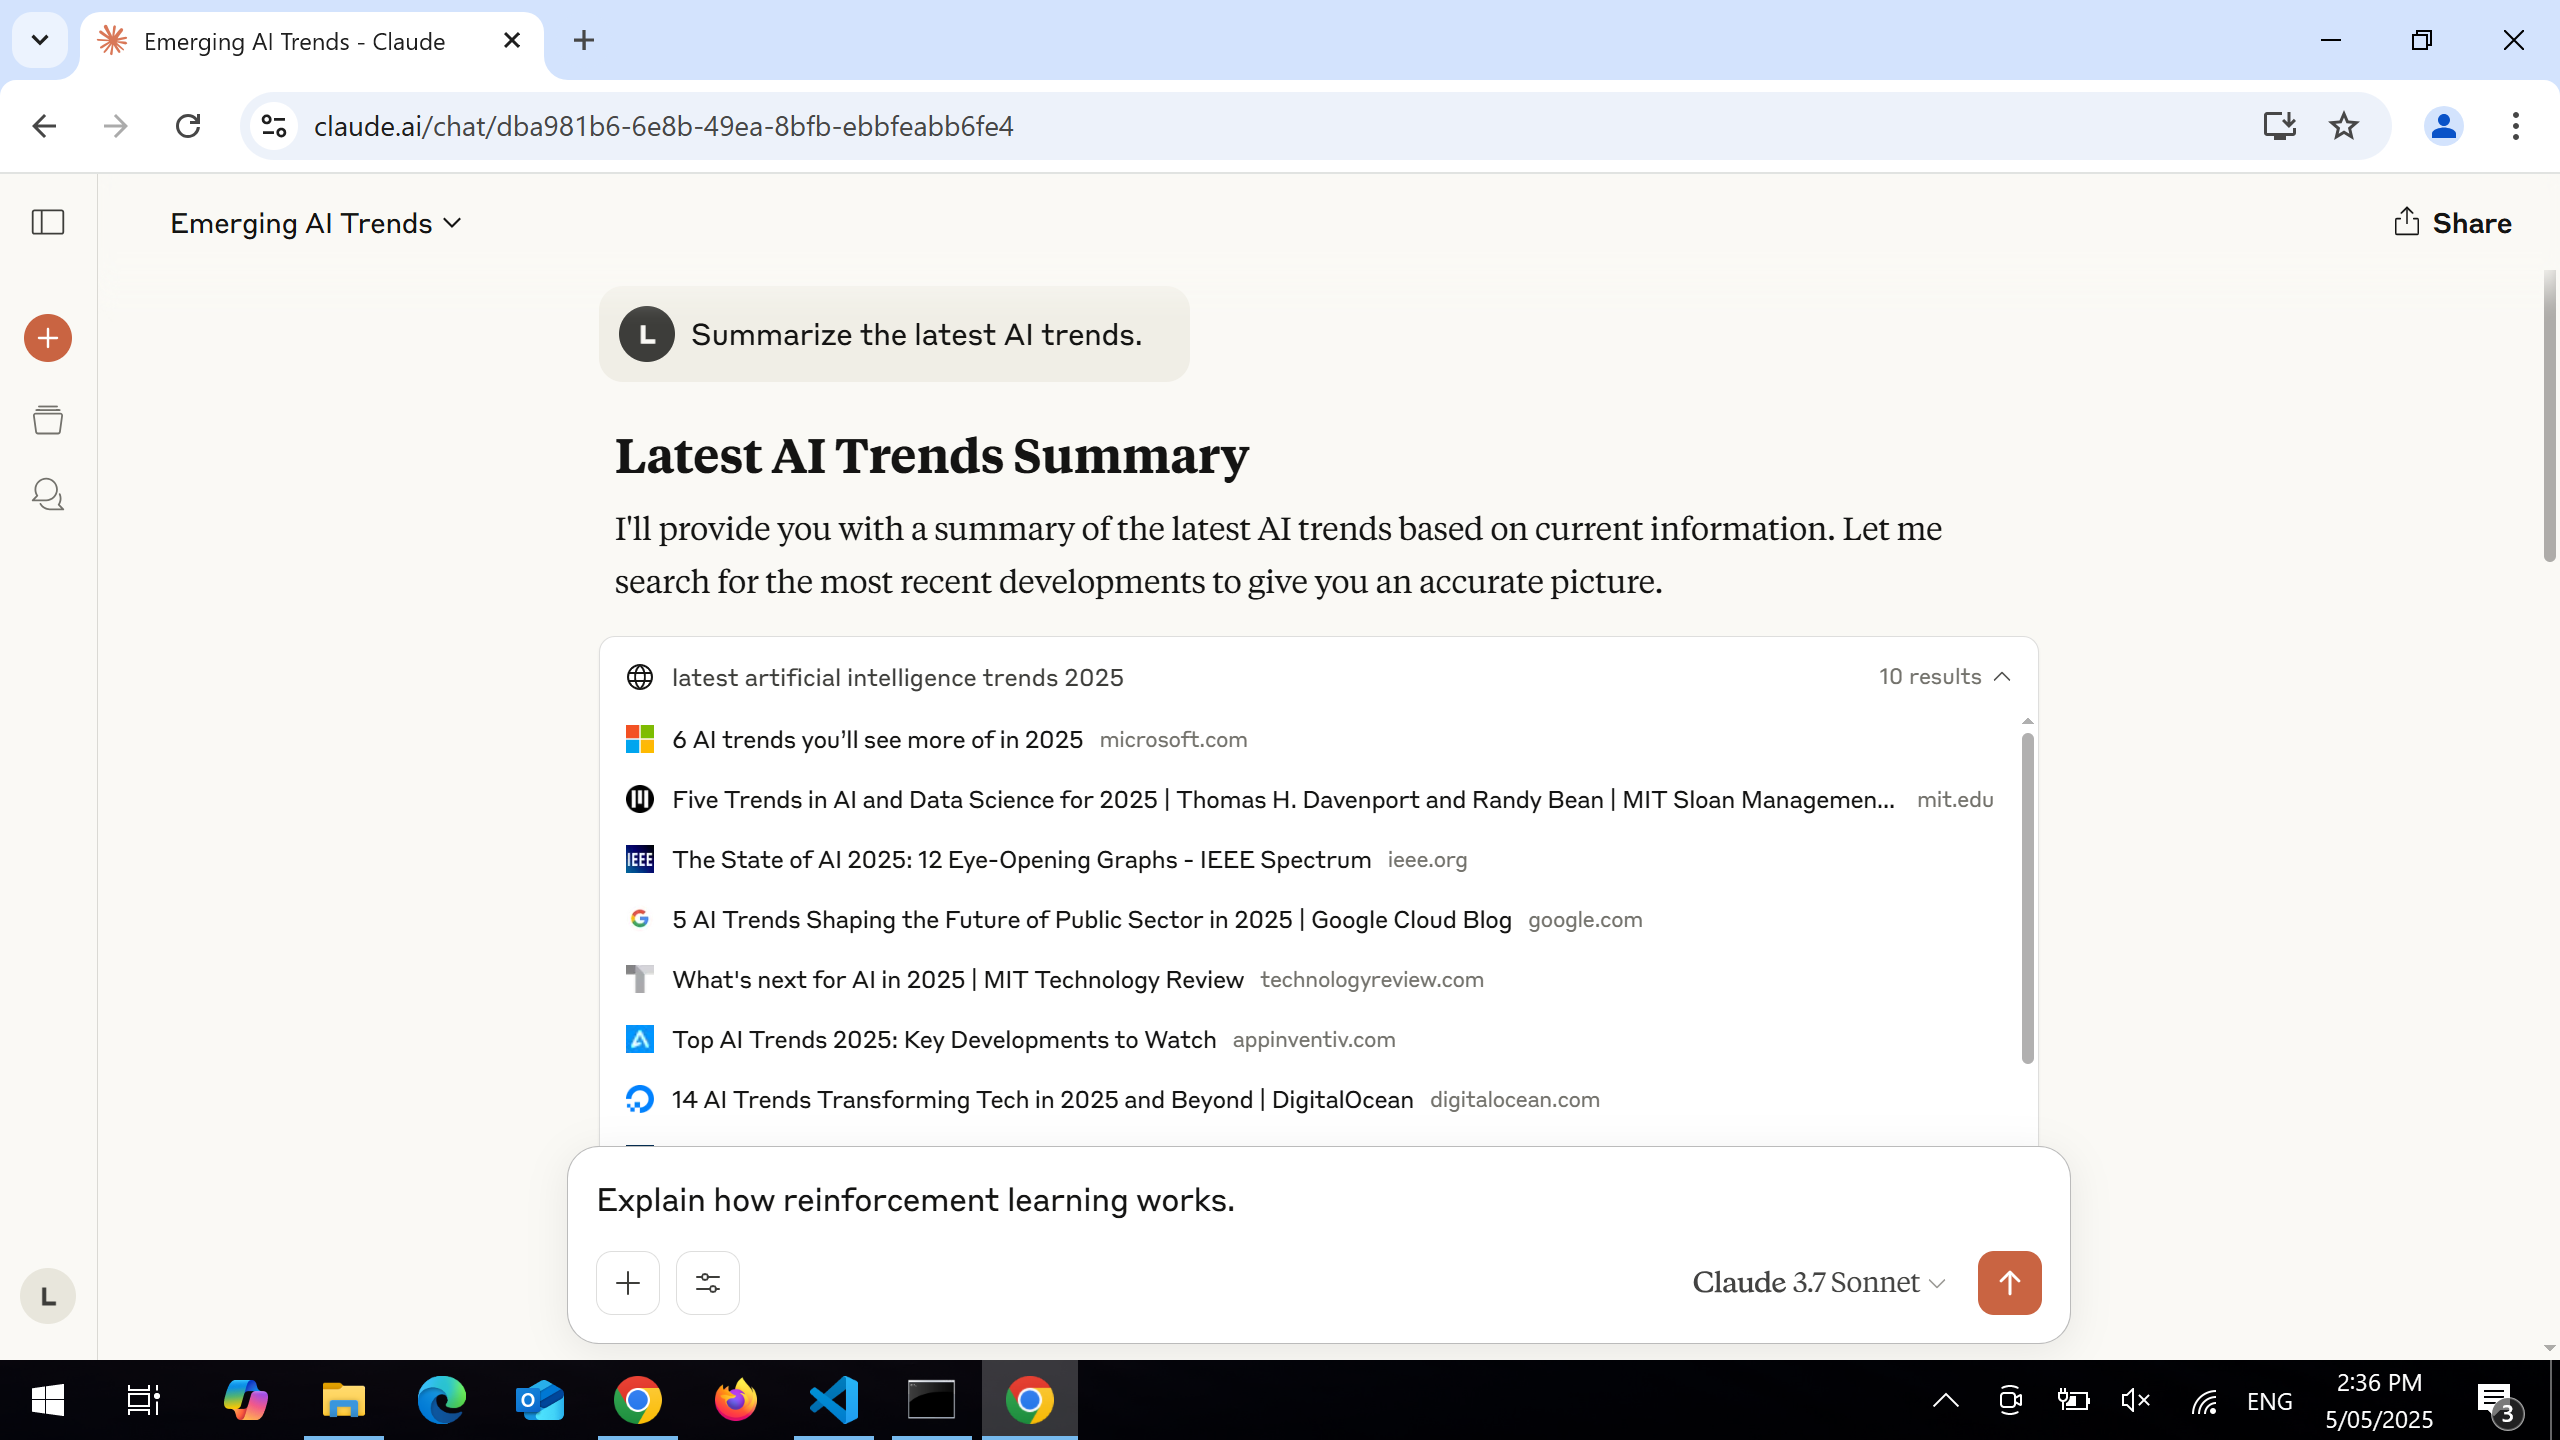 Emerging AI Trends - Claude
claude.ai/chat/dba981b6-6e8b-49ea-8bfb-ebbfeabb6fe4
Emerging AI Trends
Share
L
Summarize the latest AI trends.
Latest AI Trends Summary
I'll provide you with a summary of the latest AI trends based on current information. Let me
search for the most recent developments to give you an accurate picture.
latest artificial intelligence trends 2025
10 results
6 AI trends you’ll see more of in 2025 microsoft.com
Five Trends in AI and Data Science for 2025 | Thomas H. Davenport and Randy Bean | MIT Sloan Managemen... mit.edu
IEEE
The State of AI 2025: 12 Eye-Opening Graphs - IEEE Spectrum ieee.org
5 AI Trends Shaping the Future of Public Sector in 2025 | Google Cloud Blog google.com
What's next for AI in 2025 | MIT Technology Review technologyreview.com
Top AI Trends 2025: Key Developments to Watch appinventiv.com
14 AI Trends Transforming Tech in 2025 and Beyond | DigitalOcean digitalocean.com
Explain how reinforcement learning works.
Claude 3.7 Sonnet
L
ENG
2:36 PM
5/05/2025
3